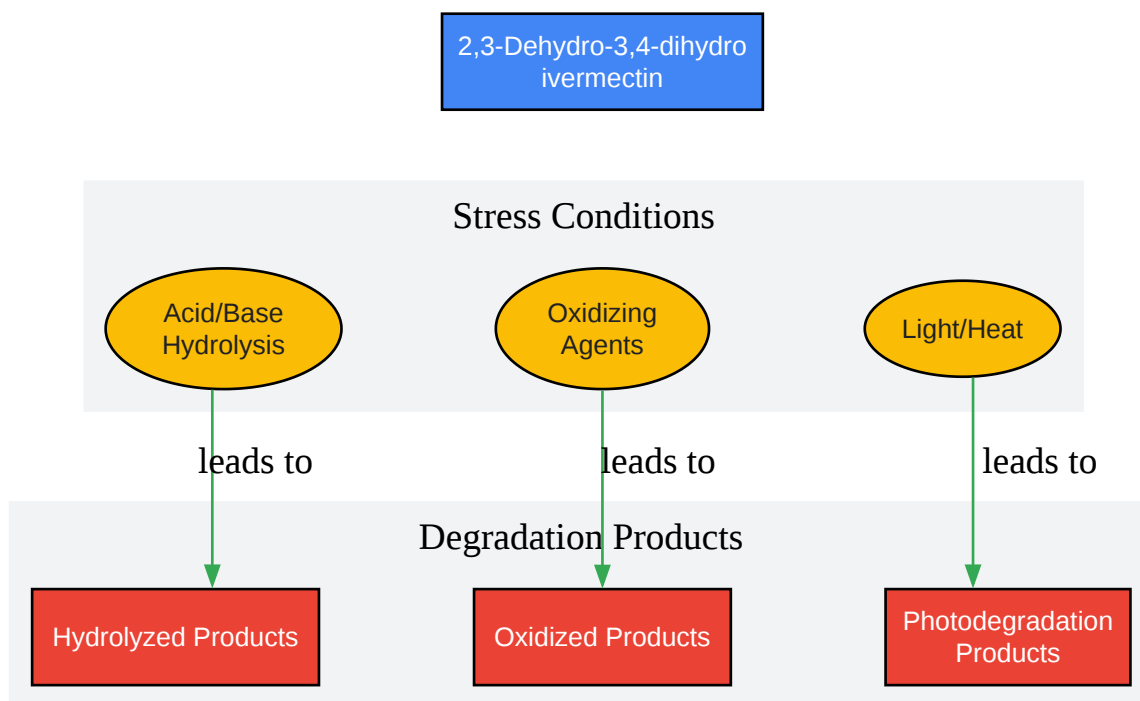 2,3-Dehydro-3,4-dihydro
ivermectin
Stress Conditions
Acid/Base
Hydrolysis
Oxidizing
Agents
Light/Heat
leads to
leads to
leads to
Degradation Products
Hydrolyzed Products
Oxidized Products
Photodegradation
Products